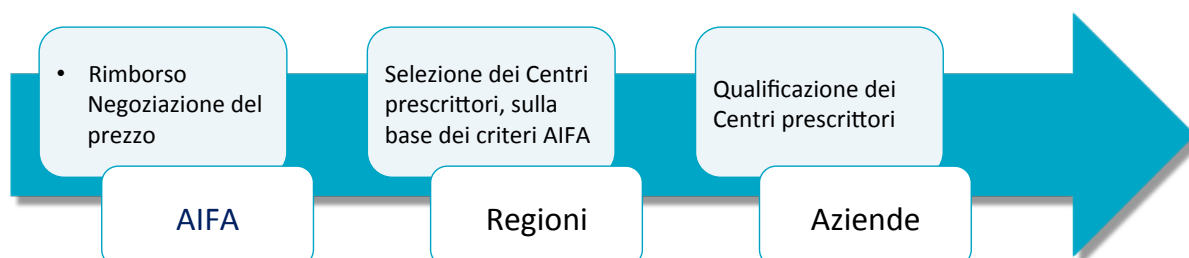 • Rimborso
Negoziazione del
prezzo
AIFA
Selezione dei Centri
prescrittori, sulla
base dei criteri AIFA
Regioni
Qualificazione dei
Centri prescrittori
Aziende